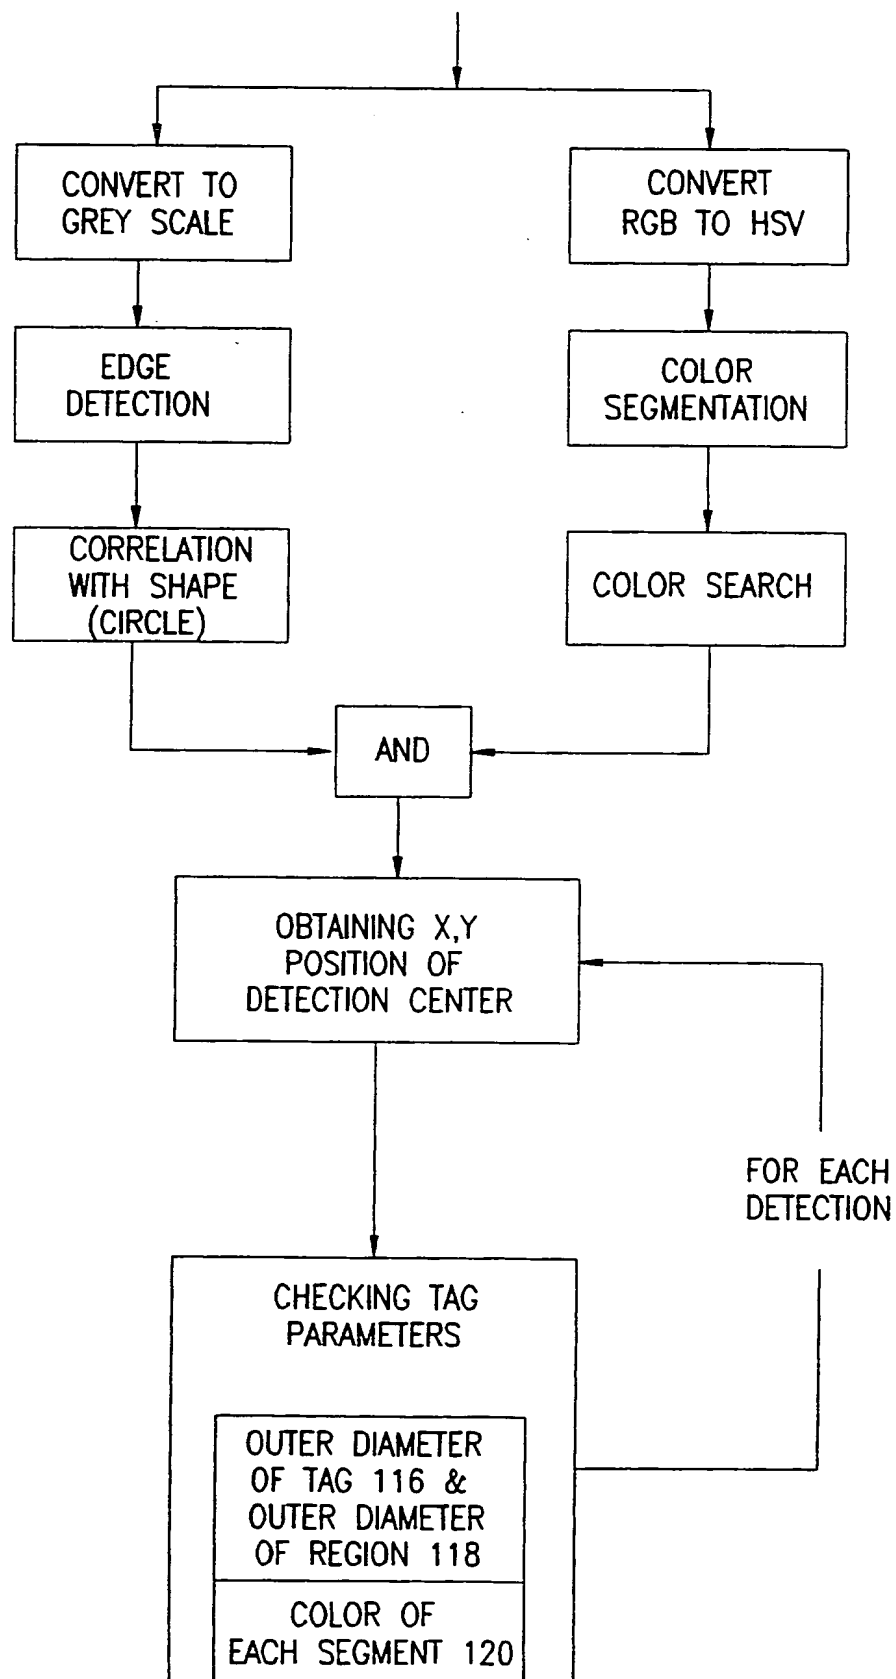 CONVERT TO
GREY SCALE
CONVERT
RGB TO HSV
EDGE
DETECTION
COLOR
SEGMENTATION
CORRELATION
WITH SHAPE
(CIRCLE)
COLOR SEARCH
AND
OBTAINING X,Y
POSITION OF
DETECTION CENTER
FOR EACH
DETECTION
CHECKING TAG
PARAMETERS
OUTER DIAMETER
OF TAG 116 &
OUTER DIAMETER
OF REGION 118
COLOR OF
EACH SEGMENT 120